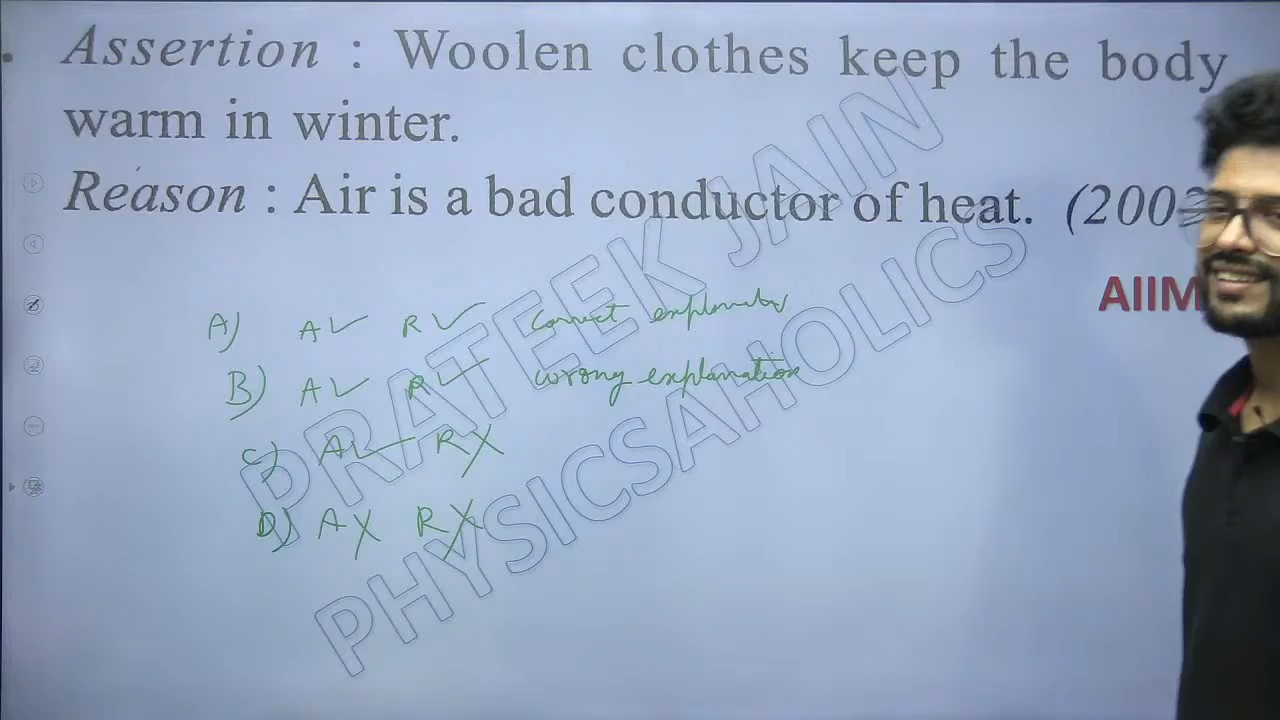 Assertion : Woolen clothes keep the body
warm in winter.
Reason : Air is a bad conductor of heat. (200
AIIM
A) A✓ R✓ Correct
B) A✓ R✓ wrong explanation
C) A✓ R✗
D) A✗ R✗
PRATEEK JAIN
PHYSICSAHOLICS